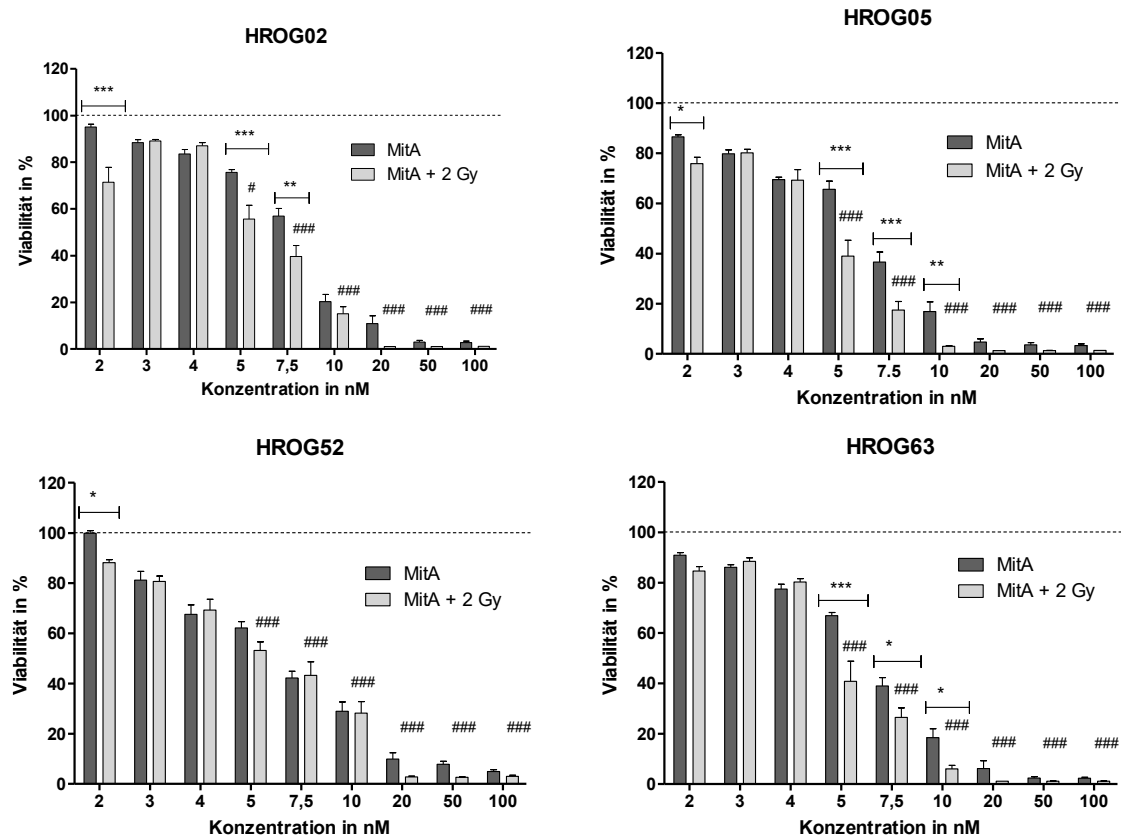 HROG02
120
100
80
60
40
20
0
Viabilität in %
***
***
#
**
###
###
###
###
###
MitA
MitA + 2 Gy
2 3 4 5 7,5 10 20 50 100
Konzentration in nM
HROG05
120
100
80
60
40
20
0
Viabilität in %
*
***
###
***
###
**
###
###
###
###
MitA
MitA + 2 Gy
2 3 4 5 7.5 10 20 50 100
Konzentration in nM
HROG52
120
100
80
60
40
20
0
Viabilität in %
*
###
###
###
###
###
###
MitA
MitA + 2 Gy
2 3 4 5 7,5 10 20 50 100
Konzentration in nM
HROG63
120
100
80
60
40
20
0
Viabilität in %
***
###
*
###
*
###
###
###
###
MitA
MitA + 2 Gy
2 3 4 5 7,5 10 20 50 100
Konzentration in nM